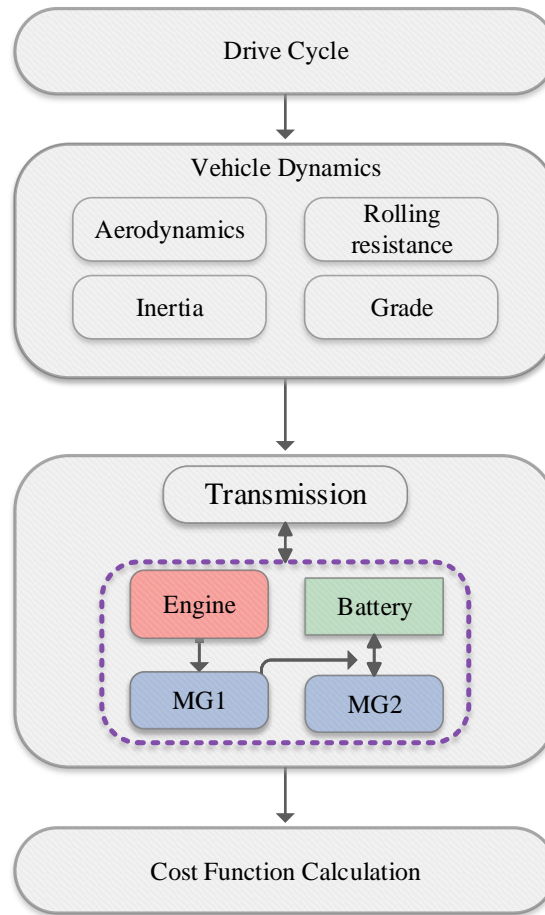 Drive Cycle
Vehicle Dynamics
Aerodynamics
Rolling
resistance
Inertia
Grade
Transmission
Engine
Battery
MG1
MG2
Cost Function Calculation